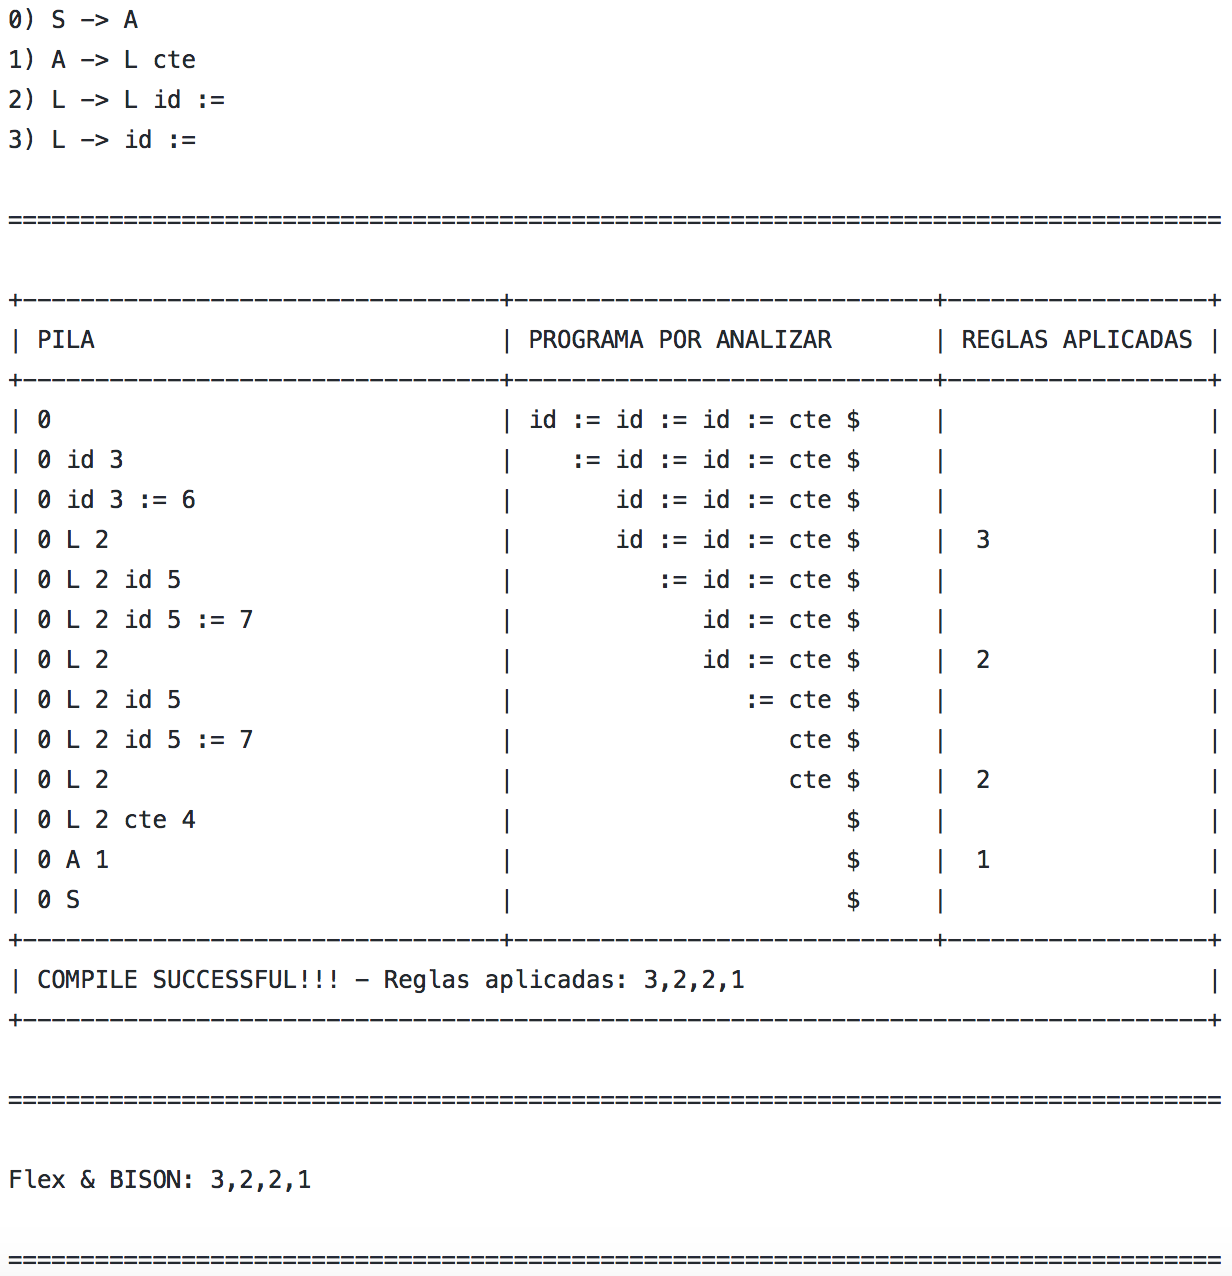 0) S -> A
1) A -> L cte
2) L -> L id :=
3) L -> id :=
====================================================================================
+---------------------------------+-----------------------------+------------------+
| PILA                            | PROGRAMA POR ANALIZAR       | REGLAS APLICADAS |
+---------------------------------+-----------------------------+------------------+
| 0                               | id := id := id := cte $     |                  |
| 0 id 3                          |    := id := id := cte $     |                  |
| 0 id 3 := 6                     |       id := id := cte $     |                  |
| 0 L 2                           |       id := id := cte $     |  3               |
| 0 L 2 id 5                      |          := id := cte $     |                  |
| 0 L 2 id 5 := 7                 |             id := cte $     |                  |
| 0 L 2                           |             id := cte $     |  2               |
| 0 L 2 id 5                      |                := cte $     |                  |
| 0 L 2 id 5 := 7                 |                   cte $     |                  |
| 0 L 2                           |                   cte $     |  2               |
| 0 L 2 cte 4                     |                       $     |                  |
| 0 A 1                           |                       $     |  1               |
| 0 S                             |                       $     |                  |
+---------------------------------+-----------------------------+------------------+
| COMPILE SUCCESSFUL!!! - Reglas aplicadas: 3,2,2,1                                |
+----------------------------------------------------------------------------------+
====================================================================================
Flex & BISON: 3,2,2,1
====================================================================================